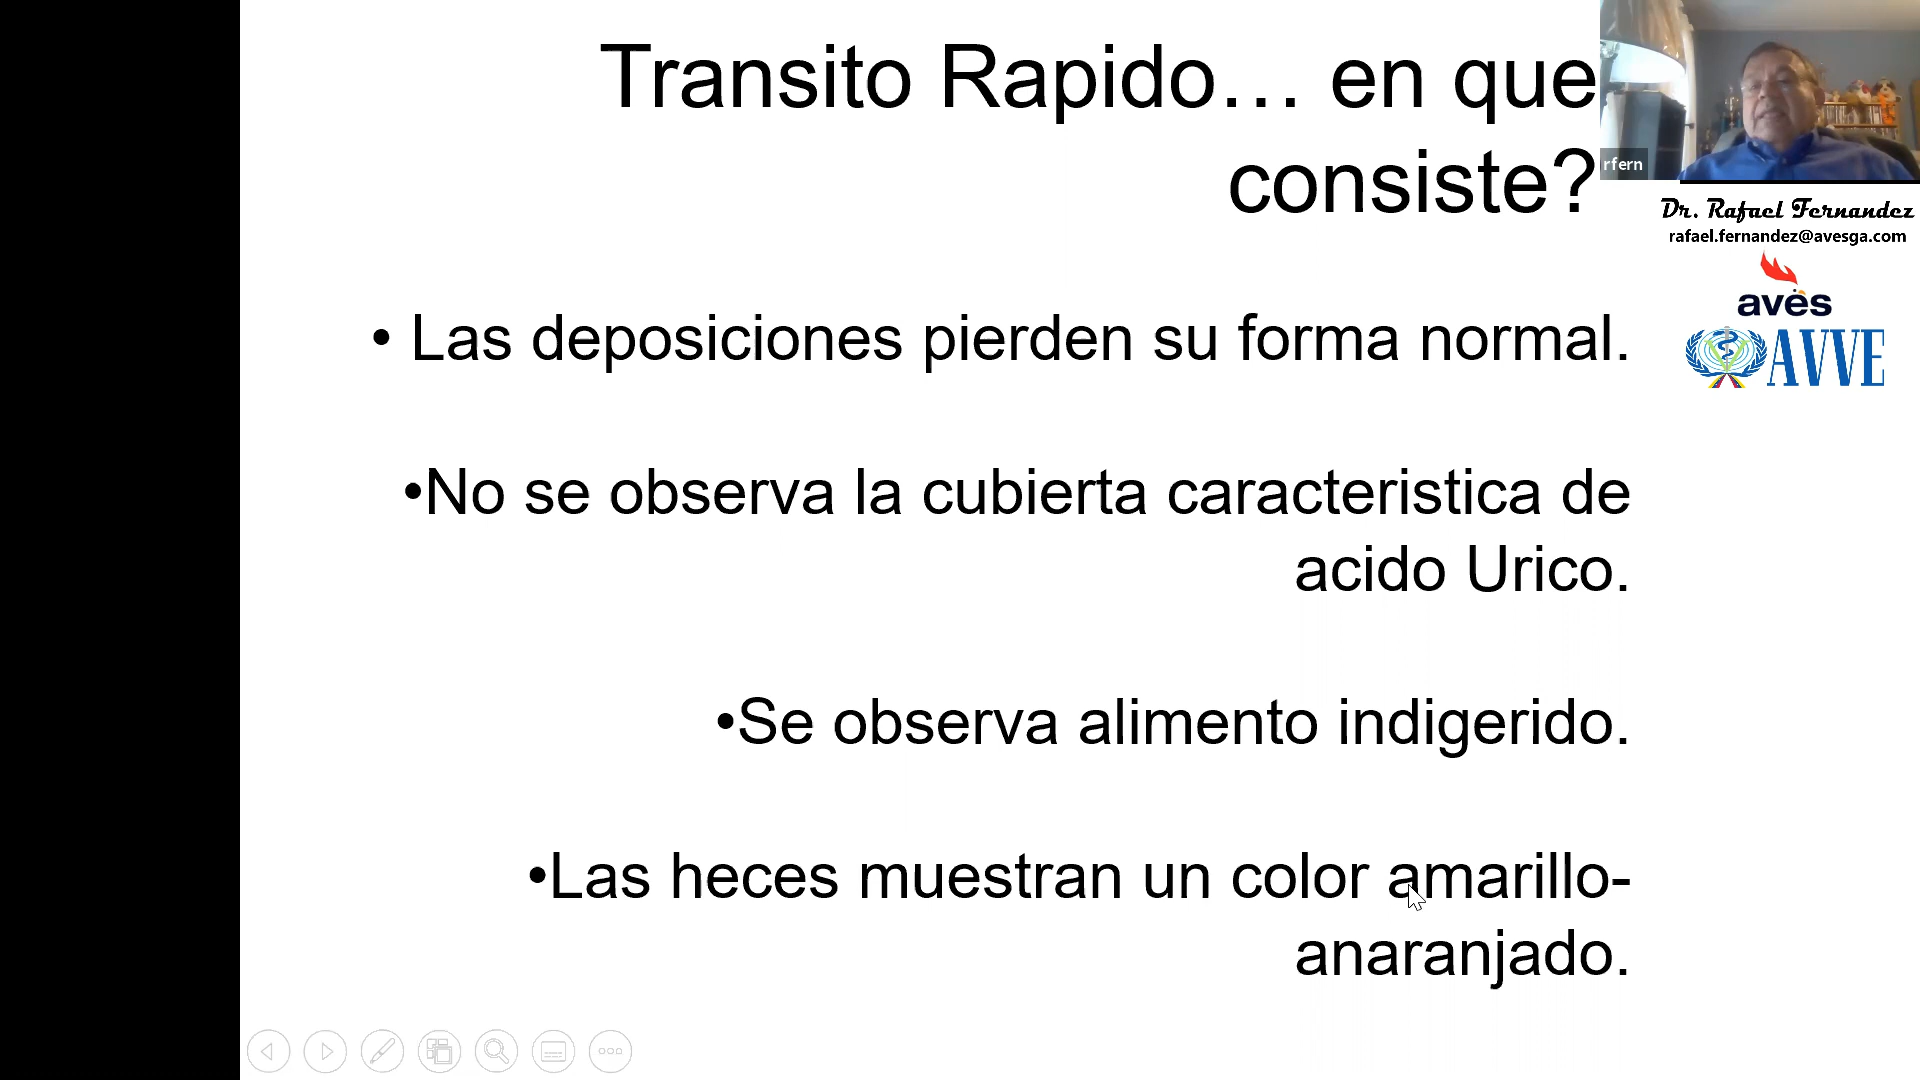 Transito Rapido… en que
consiste?
rfern
Dr. Rafael Fernandez
rafael.fernandez@avesga.com
avès
AVVE
• Las deposiciones pierden su forma normal.
•No se observa la cubierta caracteristica de
acido Urico.
•Se observa alimento indigerido.
•Las heces muestran un color amarillo-
anaranjado.